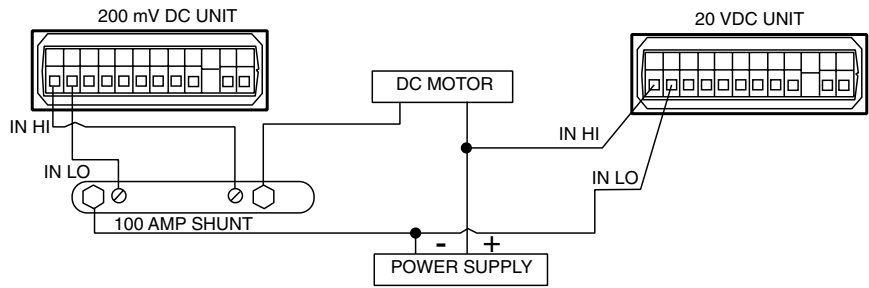 200 mV DC UNIT
20 VDC UNIT
DC MOTOR
IN HI
IN HI
IN LO
IN LO
100 AMP SHUNT
- +
POWER SUPPLY